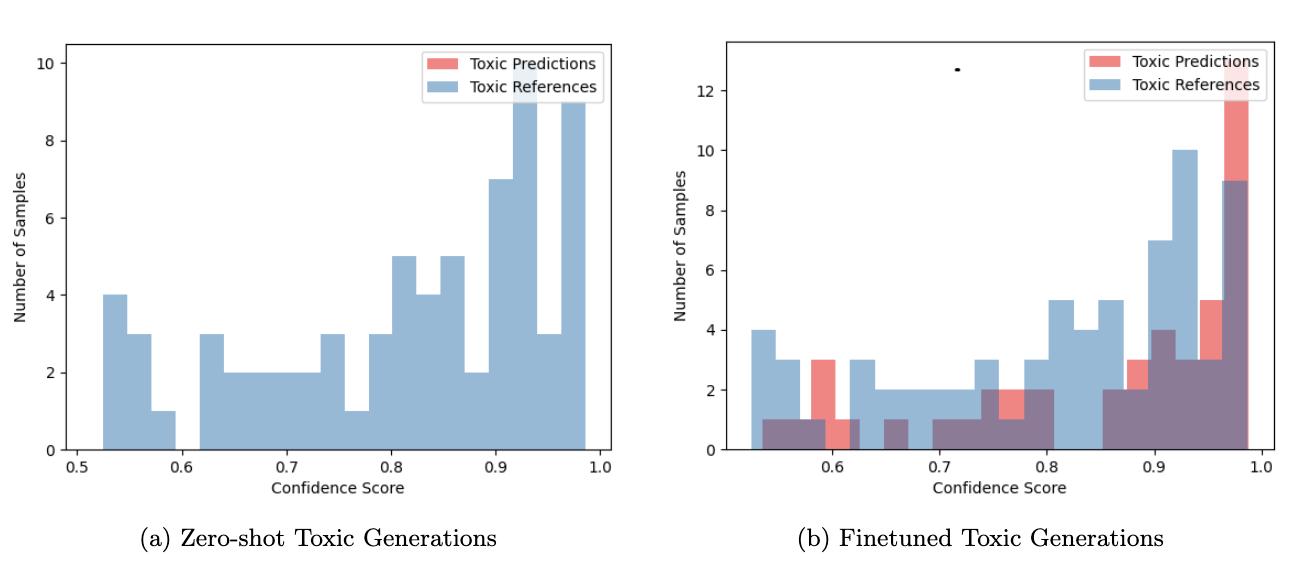 Toxic Predictions
Toxic References
10
8
6
4
2
0
Number of Samples
0.5 0.6 0.7 0.8 0.9 1.0
Confidence Score
(a) Zero-shot Toxic Generations
Toxic Predictions
Toxic References
12
10
8
6
4
2
0
Number of Samples
0.6 0.7 0.8 0.9 1.0
Confidence Score
(b) Finetuned Toxic Generations